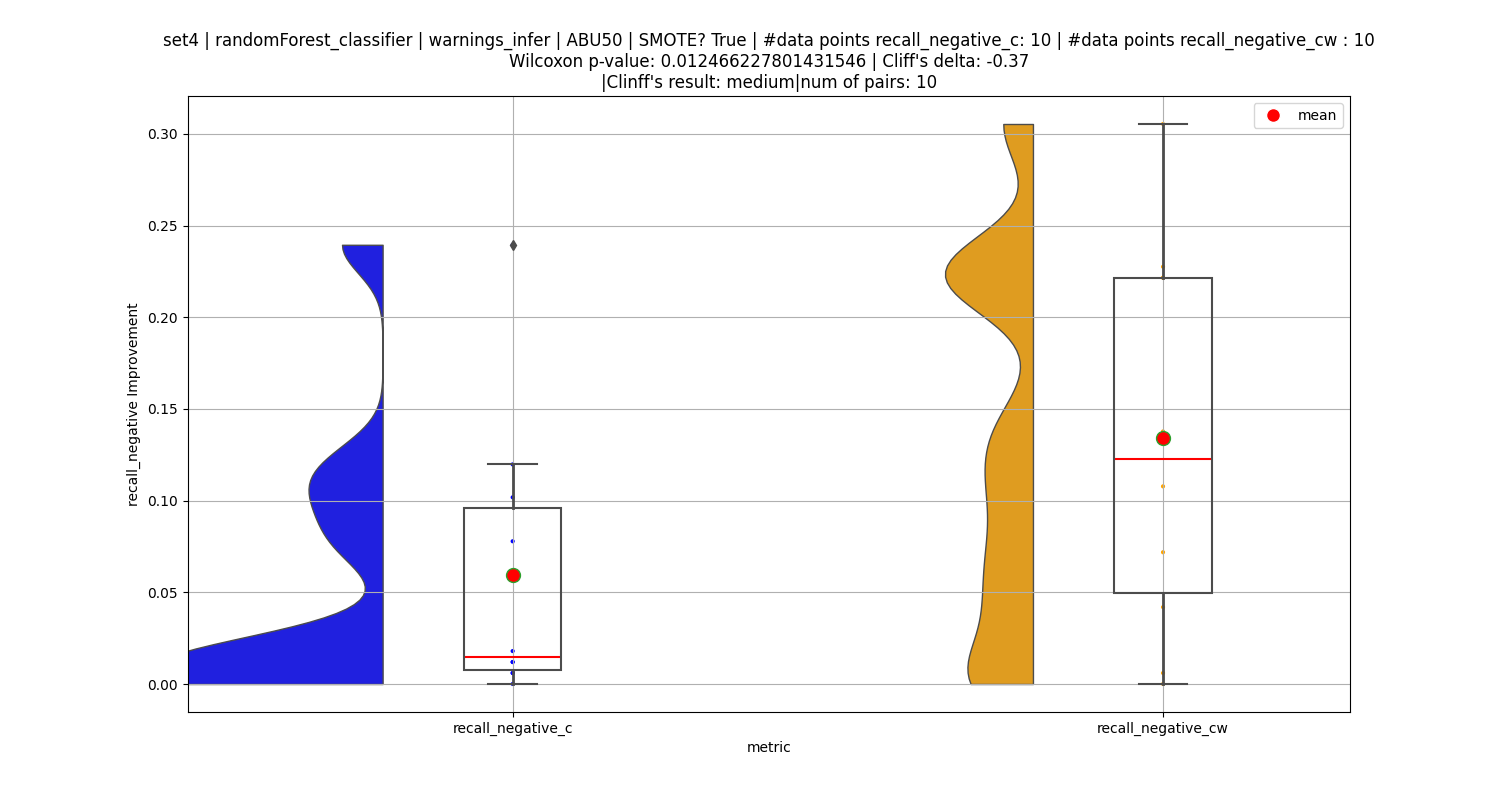 set4 | randomForest_classifier | warnings_infer | ABU50 | SMOTE? True | #data points recall_negative_c: 10 | #data points recall_negative_cw : 10
Wilcoxon p-value: 0.012466227801431546 | Cliff's delta: -0.37
|Clinff's result: medium|num of pairs: 10
mean
0.30
0.25
0.20
0.15
0.10
0.05
0.00
recall_negative Improvement
recall_negative_c
recall_negative_cw
metric